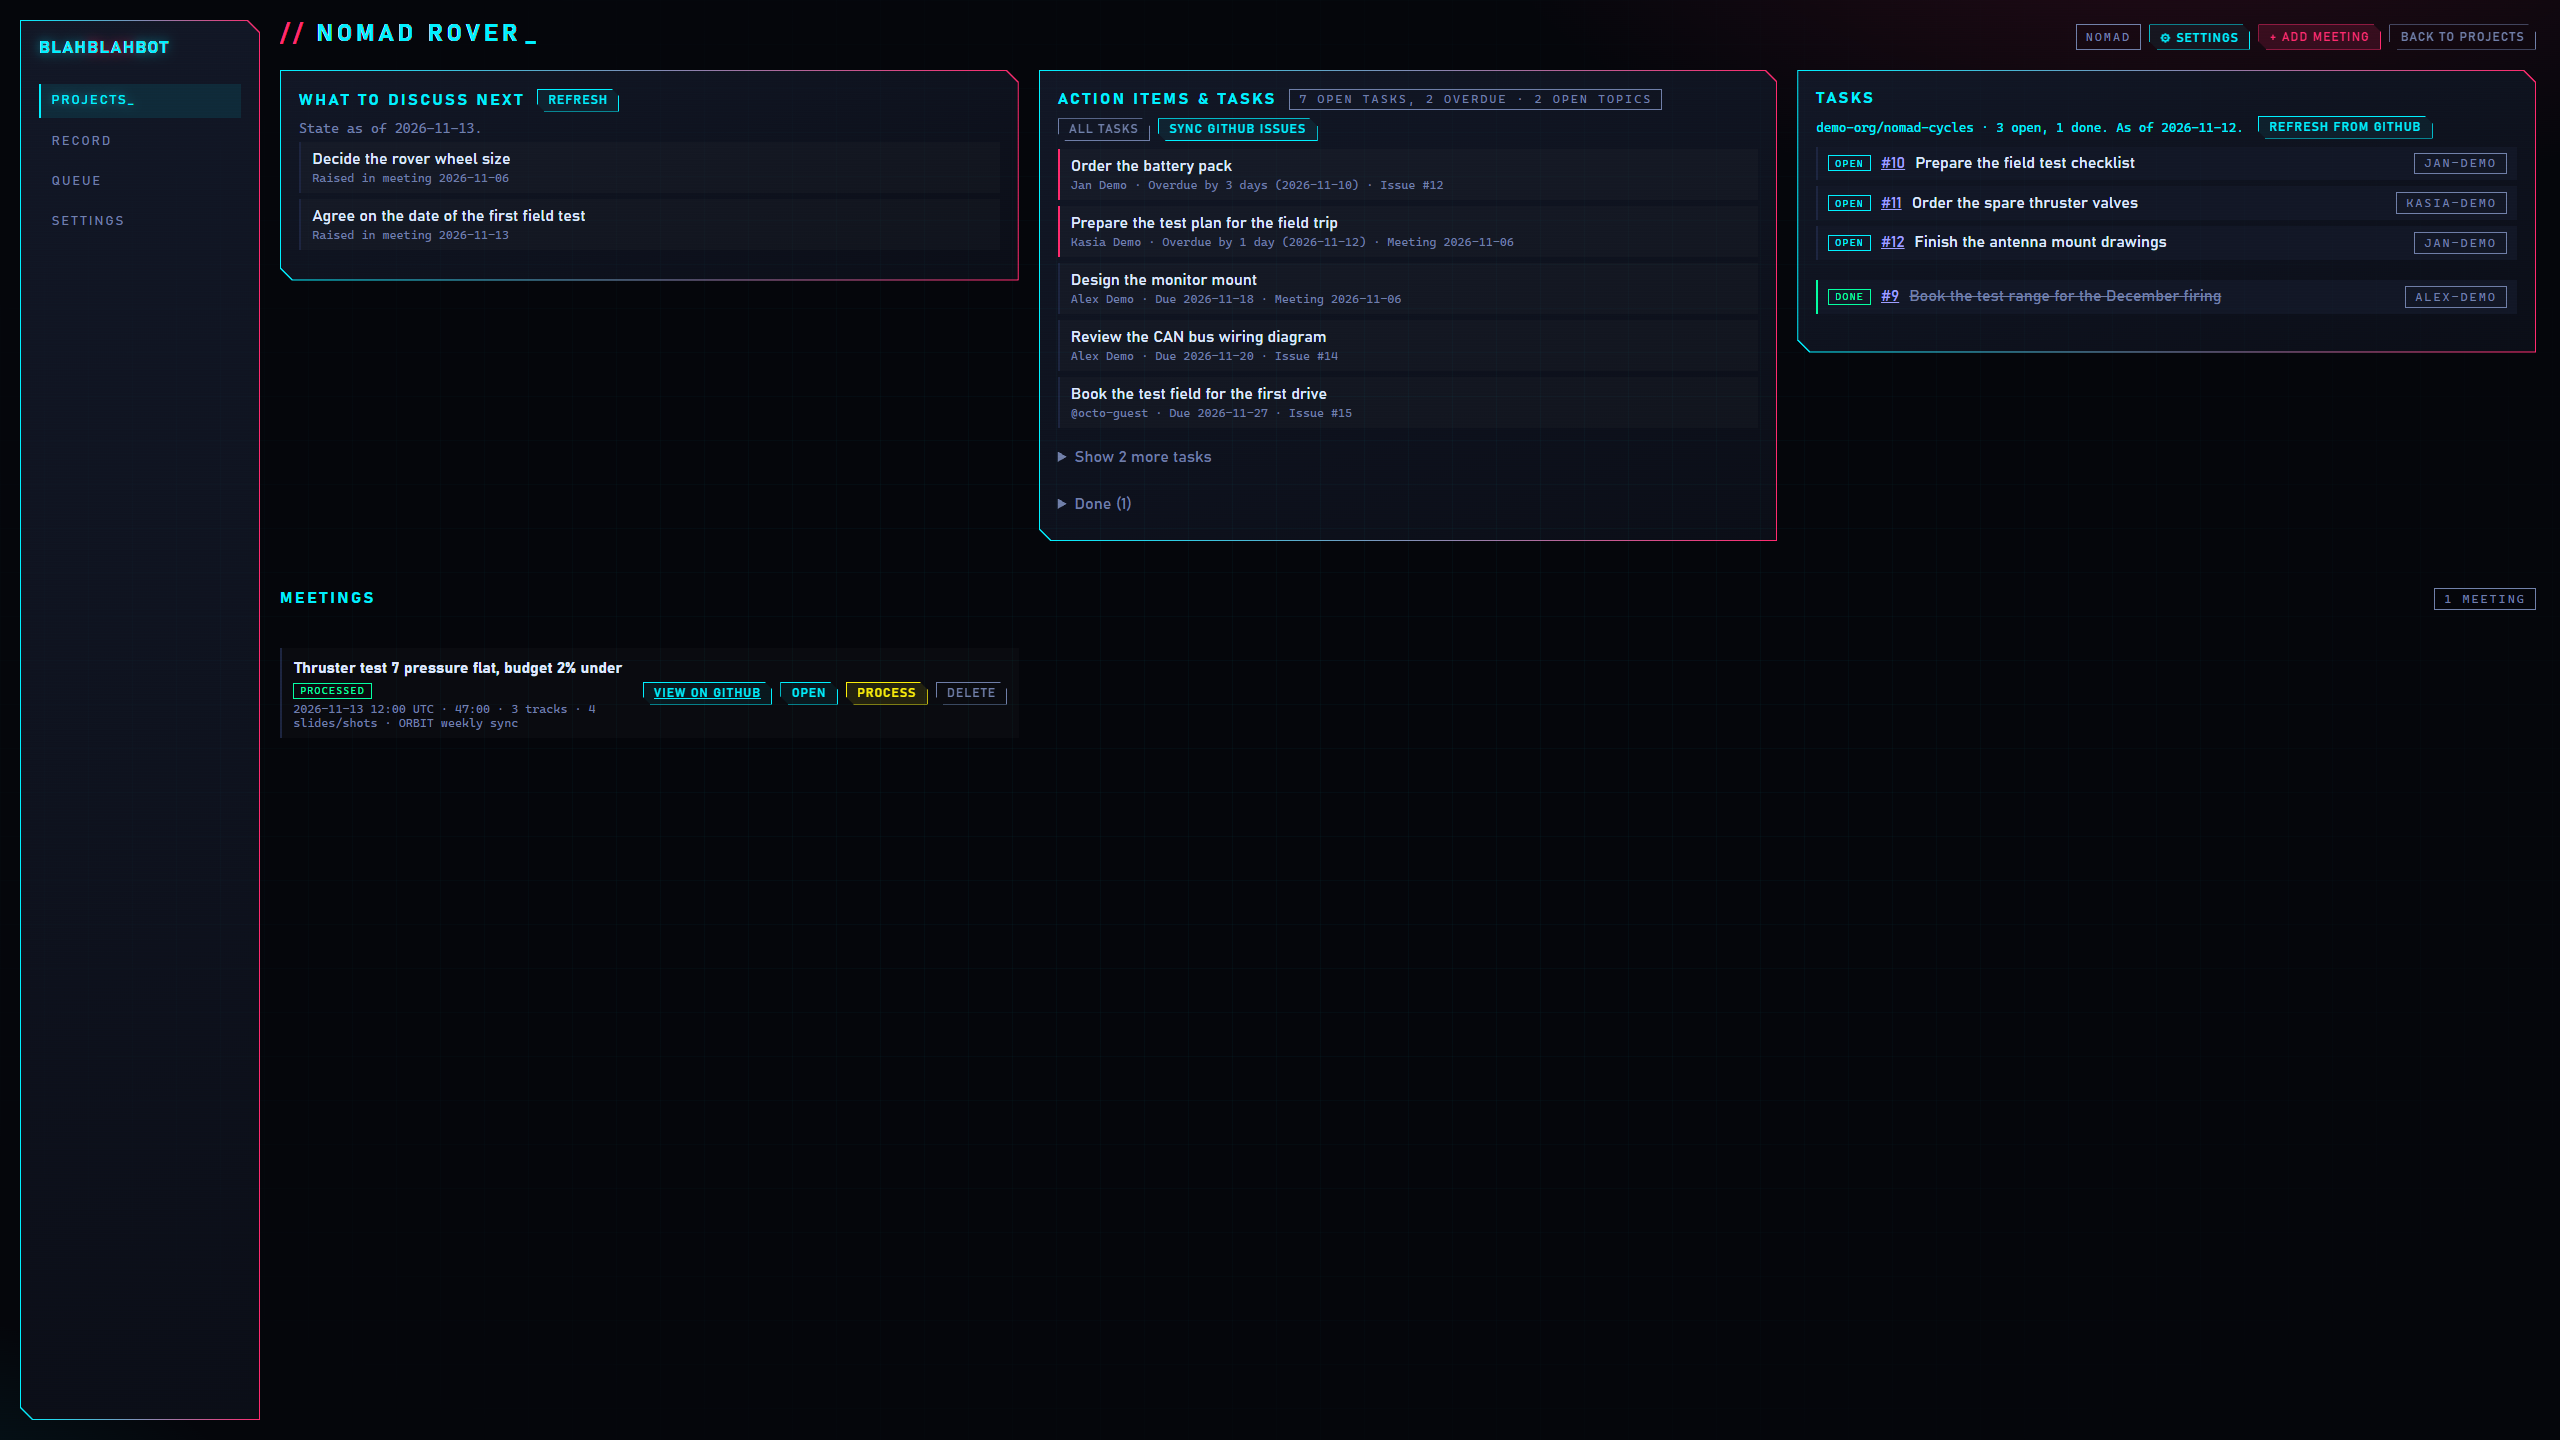 BLAHBLAHBOT
PROJECTS_
RECORD
QUEUE
SETTINGS
// NOMAD ROVER_
NOMAD
⚙ SETTINGS
+ ADD MEETING
BACK TO PROJECTS
WHAT TO DISCUSS NEXT
REFRESH
State as of 2026-11-13.
Decide the rover wheel size
Raised in meeting 2026-11-06
Agree on the date of the first field test
Raised in meeting 2026-11-13
ACTION ITEMS & TASKS
7 OPEN TASKS, 2 OVERDUE · 2 OPEN TOPICS
ALL TASKS
SYNC GITHUB ISSUES
Order the battery pack
Jan Demo · Overdue by 3 days (2026-11-10) · Issue #12
Prepare the test plan for the field trip
Kasia Demo · Overdue by 1 day (2026-11-12) · Meeting 2026-11-06
Design the monitor mount
Alex Demo · Due 2026-11-18 · Meeting 2026-11-06
Review the CAN bus wiring diagram
Alex Demo · Due 2026-11-20 · Issue #14
Book the test field for the first drive
@octo-guest · Due 2026-11-27 · Issue #15
▶ Show 2 more tasks
▶ Done (1)
TASKS
demo-org/nomad-cycles · 3 open, 1 done. As of 2026-11-12.
REFRESH FROM GITHUB
OPEN #10 Prepare the field test checklist JAN-DEMO
OPEN #11 Order the spare thruster valves KASIA-DEMO
OPEN #12 Finish the antenna mount drawings JAN-DEMO
DONE #9 Book the test range for the December firing ALEX-DEMO
MEETINGS
1 MEETING
Thruster test 7 pressure flat, budget 2% under
PROCESSED
2026-11-13 12:00 UTC · 47:00 · 3 tracks · 4
slides/shots · ORBIT weekly sync
VIEW ON GITHUB
OPEN
PROCESS
DELETE